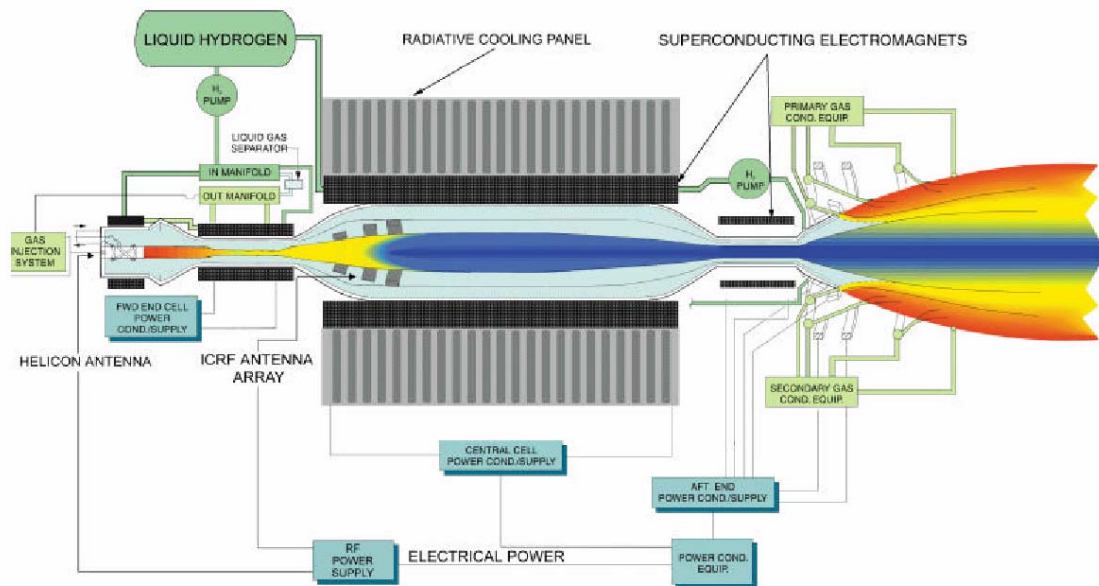 LIQUID HYDROGEN
RADIATIVE COOLING PANEL
SUPERCONDUCTING ELECTROMAGNETS
H₂
PUMP
PRIMARY GAS
COND. EQUIP.
LIQUID GAS
SEPARATOR
IN MANIFOLD
OUT MANIFOLD
H₂
PUMP
GAS
INJECTION
SYSTEM
FWD END CELL
POWER
COND./SUPPLY
HELICON ANTENNA
ICRF ANTENNA
ARRAY
SECONDARY GAS
COND. EQUIP.
CENTRAL CELL
POWER COND./SUPPLY
AFT END
POWER COND./SUPPLY
RF
POWER
SUPPLY
ELECTRICAL POWER
POWER COND.
EQUIP.